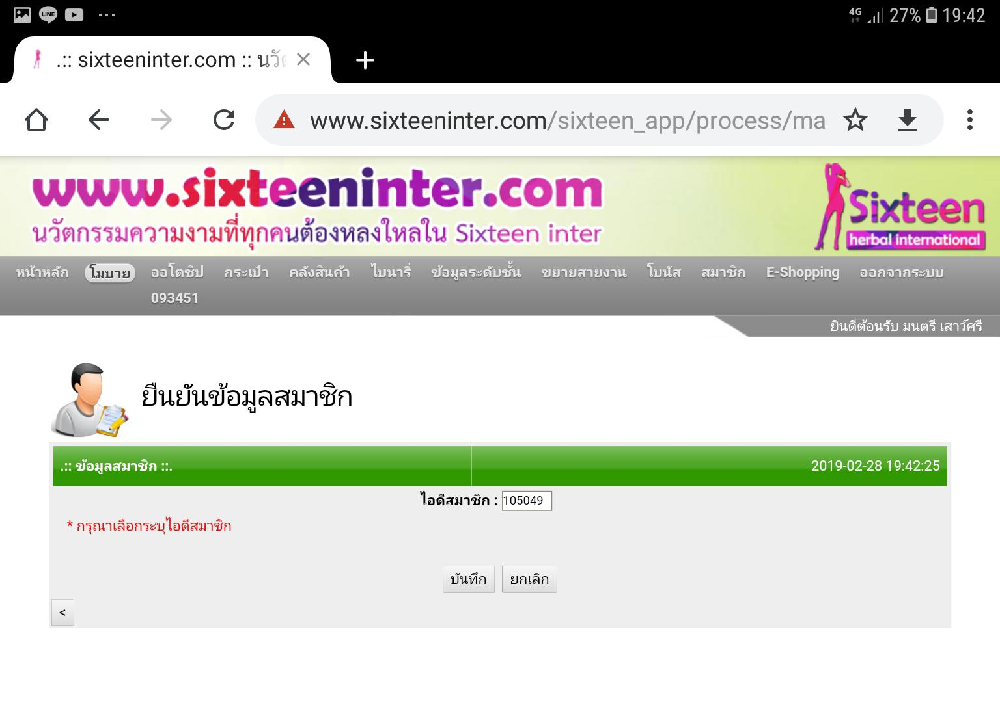 LINE 4G 27% 19:42
.:: sixteeninter.com :: นวัต
www.sixteeninter.com/sixteen_app/process/ma
www.sixteeninter.com
นวัตกรรมความงามที่ทุกคนต้องหลงใหลใน Sixteen inter
Sixteen
herbal international
หน้าหลัก โมบาย ออโตชิป กระเป๋า คลังสินค้า ไบนารี่ ข้อมูลระดับชั้น ขยายสายงาน โบนัส สมาชิก E-Shopping ออกจากระบบ
093451
ยินดีต้อนรับ มนตรี เสาว์ศรี
ยืนยันข้อมูลสมาชิก
.:: ข้อมูลสมาชิก ::. 2019-02-28 19:42:25
ไอดีสมาชิก : 105049
* กรุณาเลือกระบุไอดีสมาชิก
บันทึก ยกเลิก
<